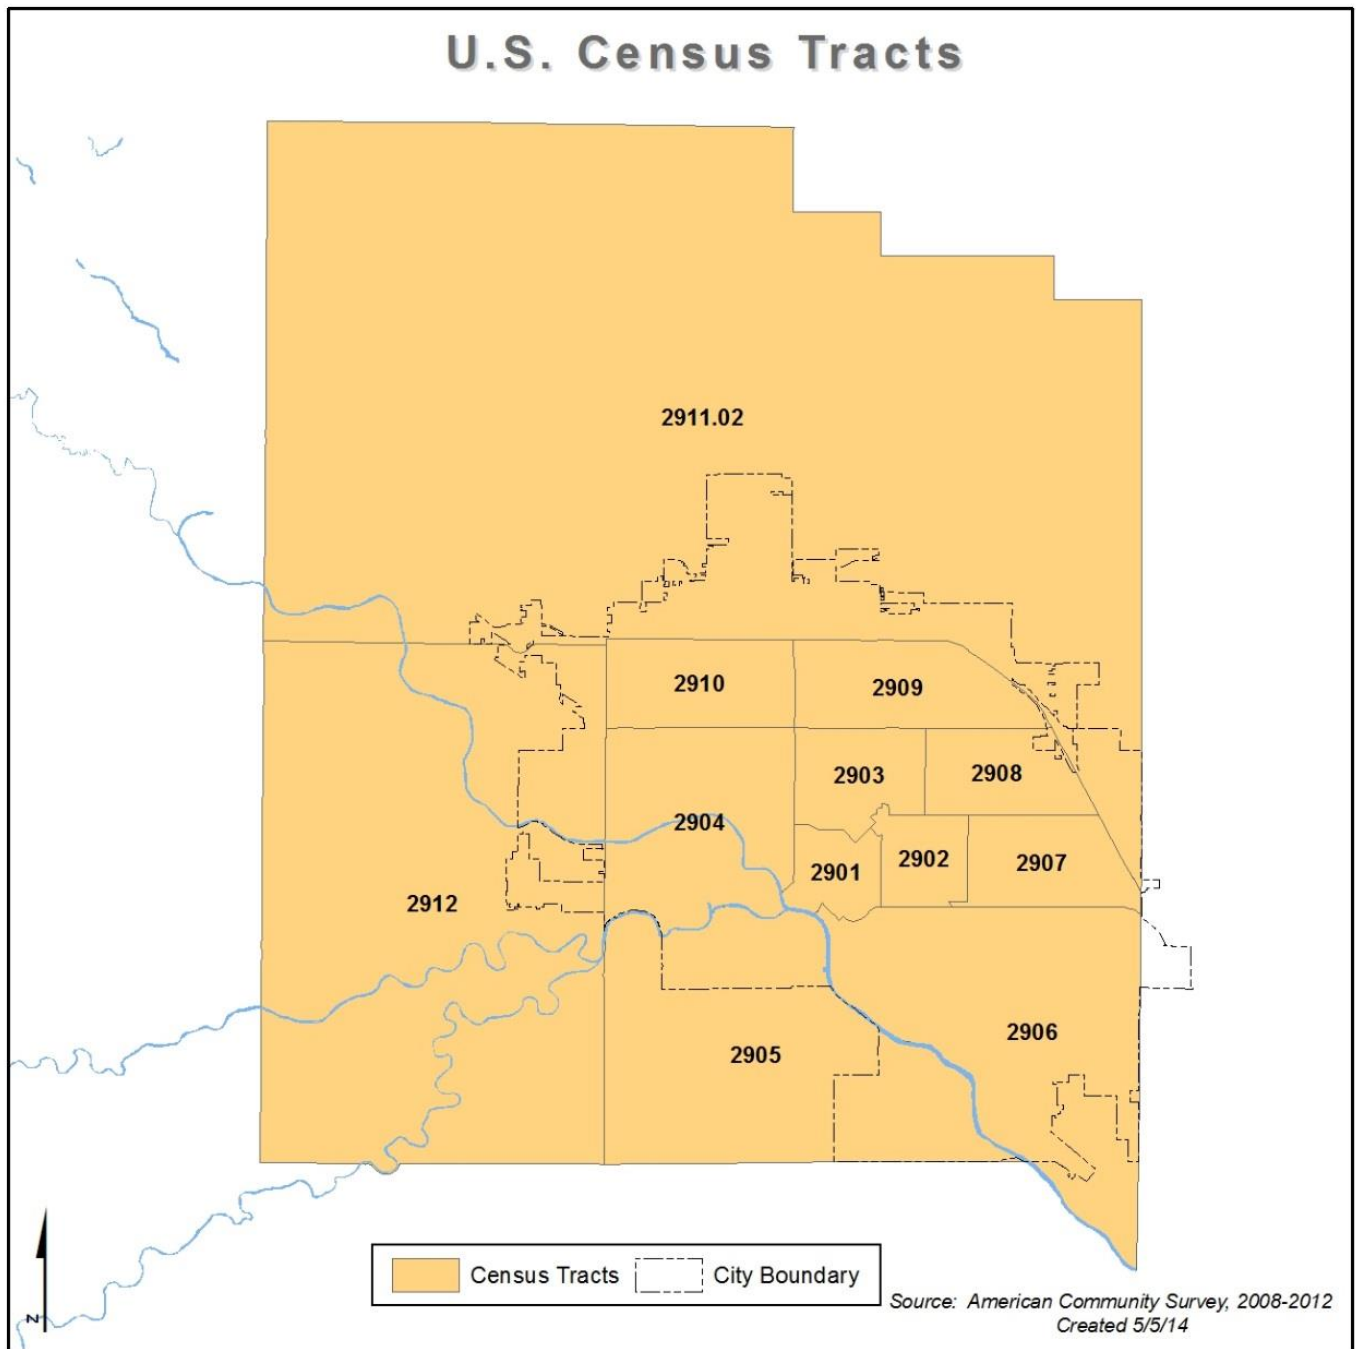 U.S. Census Tracts
2911.02
2910
2909
2903
2908
2904
2901
2902
2907
2912
2906
2905
Census Tracts
City Boundary
Source: American Community Survey, 2008-2012
Created 5/5/14
N